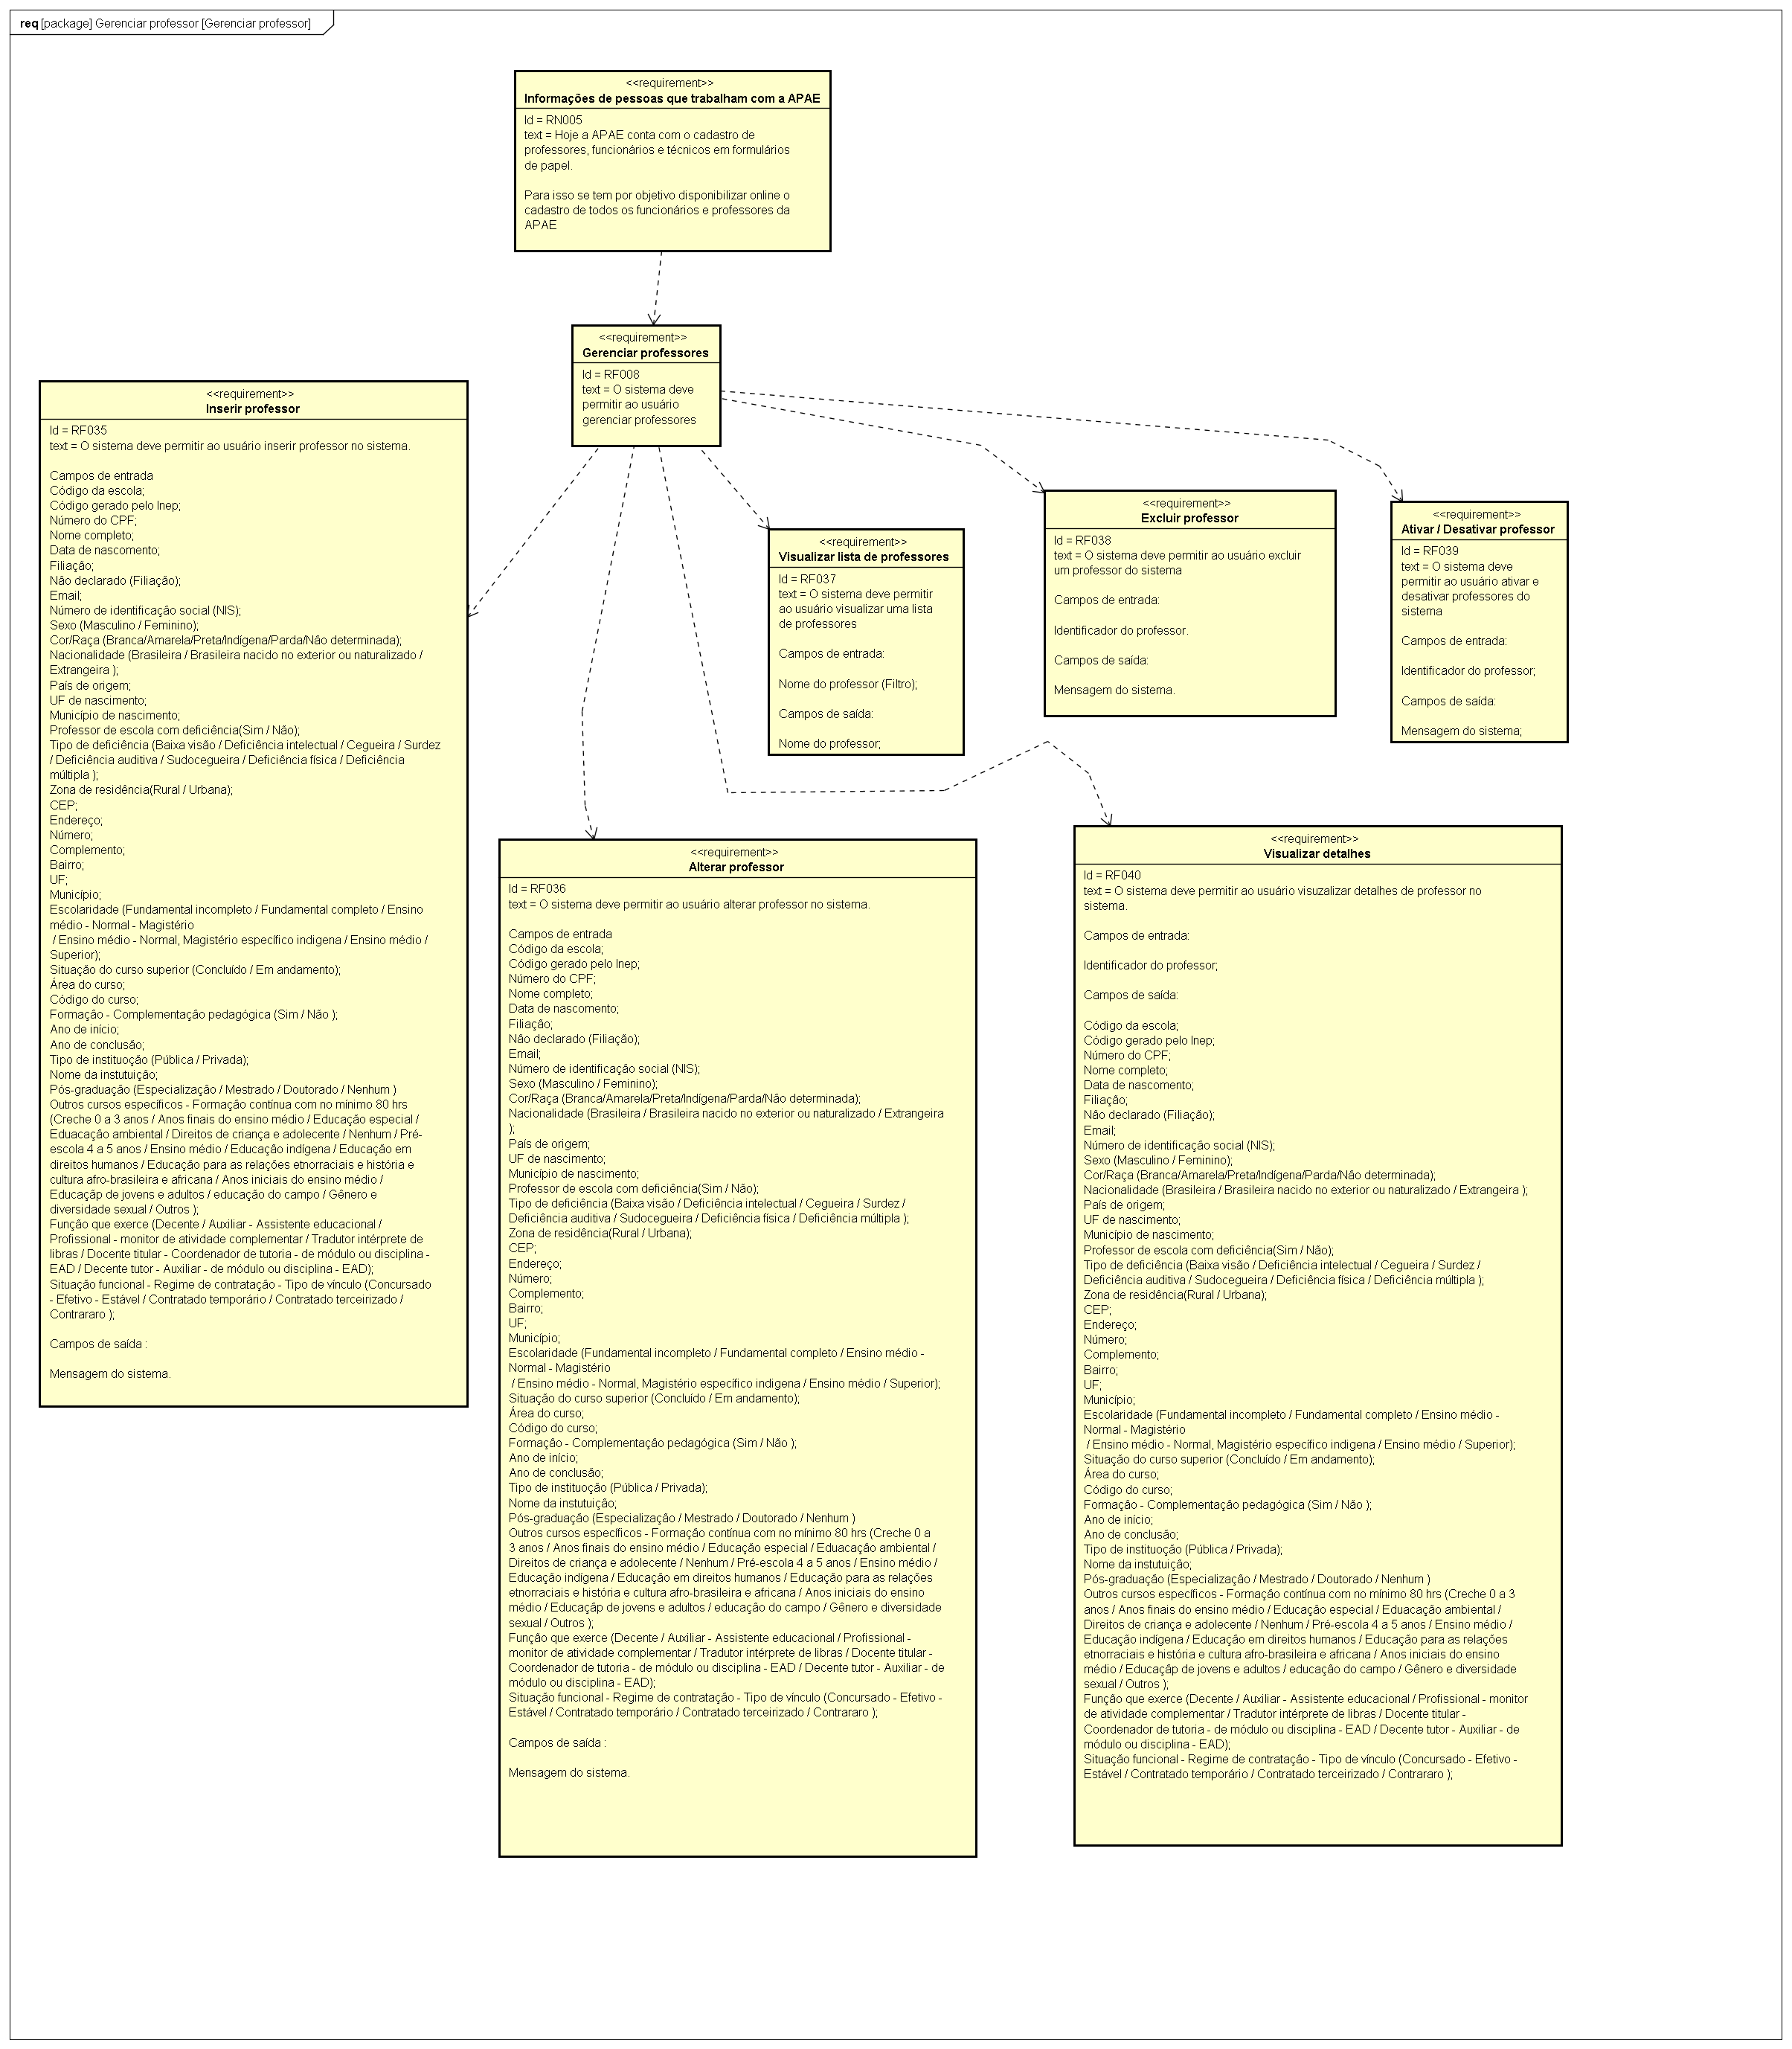 req [package] Gerenciar professor [Gerenciar professor]
<<requirement>>
Informações de pessoas que trabalham com a APAE
Id = RN005
text = Hoje a APAE conta com o cadastro de
professores, funcionários e técnicos em formulários
de papel.
Para isso se tem por objetivo disponibilizar online o
cadastro de todos os funcionários e professores da
APAE
<<requirement>>
Gerenciar professores
Id = RF008
text = O sistema deve
permitir ao usuário
gerenciar professores
<<requirement>>
Inserir professor
Id = RF035
text = O sistema deve permitir ao usuário inserir professor no sistema.
Campos de entrada
Código da escola;
Código gerado pelo Inep;
Número do CPF;
Nome completo;
Data de nascomento;
Filiação;
Não declarado (Filiação);
Email;
Número de identificação social (NIS);
Sexo (Masculino / Feminino);
Cor/Raça (Branca/Amarela/Preta/Indígena/Parda/Não determinada);
Nacionalidade (Brasileira / Brasileira nacido no exterior ou naturalizado /
Extrangeira );
País de origem;
UF de nascimento;
Município de nascimento;
Professor de escola com deficiência(Sim / Não);
Tipo de deficiência (Baixa visão / Deficiência intelectual / Cegueira / Surdez
/ Deficiência auditiva / Sudocegueira / Deficiência física / Deficiência
múltipla );
Zona de residência(Rural / Urbana);
CEP;
Endereço;
Número;
Complemento;
Bairro;
UF;
Município;
Escolaridade (Fundamental incompleto / Fundamental completo / Ensino
médio - Normal - Magistério
/ Ensino médio - Normal, Magistério específico indigena / Ensino médio /
Superior);
Situação do curso superior (Concluído / Em andamento);
Área do curso;
Código do curso;
Formação - Complementação pedagógica (Sim / Não );
Ano de início;
Ano de conclusão;
Tipo de instituoção (Pública / Privada);
Nome da instutuição;
Pós-graduação (Especialização / Mestrado / Doutorado / Nenhum )
Outros cursos específicos - Formação contínua com no mínimo 80 hrs
(Creche 0 a 3 anos / Anos finais do ensino médio / Educação especial /
Eduacação ambiental / Direitos de criança e adolecente / Nenhum / Pré-
escola 4 a 5 anos / Ensino médio / Educação indígena / Educação em
direitos humanos / Educação para as relações etnorraciais e história e
cultura afro-brasileira e africana / Anos iniciais do ensino médio /
Educaçãp de jovens e adultos / educação do campo / Gênero e
diversidade sexual / Outros );
Função que exerce (Decente / Auxiliar - Assistente educacional /
Profissional - monitor de atividade complementar / Tradutor intérprete de
libras / Docente titular - Coordenador de tutoria - de módulo ou disciplina -
EAD / Decente tutor - Auxiliar - de módulo ou disciplina - EAD);
Situação funcional - Regime de contratação - Tipo de vínculo (Concursado
- Efetivo - Estável / Contratado temporário / Contratado terceirizado /
Contrararo );
Campos de saída :
Mensagem do sistema.
<<requirement>>
Visualizar lista de professores
Id = RF037
text = O sistema deve permitir
ao usuário visualizar uma lista
de professores
Campos de entrada:
Nome do professor (Filtro);
Campos de saída:
Nome do professor;
<<requirement>>
Excluir professor
Id = RF038
text = O sistema deve permitir ao usuário excluir
um professor do sistema
Campos de entrada:
Identificador do professor.
Campos de saída:
Mensagem do sistema.
<<requirement>>
Ativar / Desativar professor
Id = RF039
text = O sistema deve
permitir ao usuário ativar e
desativar professores do
sistema
Campos de entrada:
Identificador do professor;
Campos de saída:
Mensagem do sistema;
<<requirement>>
Alterar professor
Id = RF036
text = O sistema deve permitir ao usuário alterar professor no sistema.
Campos de entrada
Código da escola;
Código gerado pelo Inep;
Número do CPF;
Nome completo;
Data de nascomento;
Filiação;
Não declarado (Filiação);
Email;
Número de identificação social (NIS);
Sexo (Masculino / Feminino);
Cor/Raça (Branca/Amarela/Preta/Indígena/Parda/Não determinada);
Nacionalidade (Brasileira / Brasileira nacido no exterior ou naturalizado / Extrangeira
);
País de origem;
UF de nascimento;
Município de nascimento;
Professor de escola com deficiência(Sim / Não);
Tipo de deficiência (Baixa visão / Deficiência intelectual / Cegueira / Surdez /
Deficiência auditiva / Sudocegueira / Deficiência física / Deficiência múltipla );
Zona de residência(Rural / Urbana);
CEP;
Endereço;
Número;
Complemento;
Bairro;
UF;
Município;
Escolaridade (Fundamental incompleto / Fundamental completo / Ensino médio -
Normal - Magistério
/ Ensino médio - Normal, Magistério específico indigena / Ensino médio / Superior);
Situação do curso superior (Concluído / Em andamento);
Área do curso;
Código do curso;
Formação - Complementação pedagógica (Sim / Não );
Ano de início;
Ano de conclusão;
Tipo de instituoção (Pública / Privada);
Nome da instutuição;
Pós-graduação (Especialização / Mestrado / Doutorado / Nenhum )
Outros cursos específicos - Formação contínua com no mínimo 80 hrs (Creche 0 a
3 anos / Anos finais do ensino médio / Educação especial / Eduacação ambiental /
Direitos de criança e adolecente / Nenhum / Pré-escola 4 a 5 anos / Ensino médio /
Educação indígena / Educação em direitos humanos / Educação para as relações
etnorraciais e história e cultura afro-brasileira e africana / Anos iniciais do ensino
médio / Educaçãp de jovens e adultos / educação do campo / Gênero e diversidade
sexual / Outros );
Função que exerce (Decente / Auxiliar - Assistente educacional / Profissional -
monitor de atividade complementar / Tradutor intérprete de libras / Docente titular -
Coordenador de tutoria - de módulo ou disciplina - EAD / Decente tutor - Auxiliar - de
módulo ou disciplina - EAD);
Situação funcional - Regime de contratação - Tipo de vínculo (Concursado - Efetivo -
Estável / Contratado temporário / Contratado terceirizado / Contrararo );
Campos de saída :
Mensagem do sistema.
<<requirement>>
Visualizar detalhes
Id = RF040
text = O sistema deve permitir ao usuário visuzalizar detalhes de professor no
sistema.
Campos de entrada:
Identificador do professor;
Campos de saída:
Código da escola;
Código gerado pelo Inep;
Número do CPF;
Nome completo;
Data de nascomento;
Filiação;
Não declarado (Filiação);
Email;
Número de identificação social (NIS);
Sexo (Masculino / Feminino);
Cor/Raça (Branca/Amarela/Preta/Indígena/Parda/Não determinada);
Nacionalidade (Brasileira / Brasileira nacido no exterior ou naturalizado / Extrangeira );
País de origem;
UF de nascimento;
Município de nascimento;
Professor de escola com deficiência(Sim / Não);
Tipo de deficiência (Baixa visão / Deficiência intelectual / Cegueira / Surdez /
Deficiência auditiva / Sudocegueira / Deficiência física / Deficiência múltipla );
Zona de residência(Rural / Urbana);
CEP;
Endereço;
Número;
Complemento;
Bairro;
UF;
Município;
Escolaridade (Fundamental incompleto / Fundamental completo / Ensino médio -
Normal - Magistério
/ Ensino médio - Normal, Magistério específico indigena / Ensino médio / Superior);
Situação do curso superior (Concluído / Em andamento);
Área do curso;
Código do curso;
Formação - Complementação pedagógica (Sim / Não );
Ano de início;
Ano de conclusão;
Tipo de instituoção (Pública / Privada);
Nome da instutuição;
Pós-graduação (Especialização / Mestrado / Doutorado / Nenhum )
Outros cursos específicos - Formação contínua com no mínimo 80 hrs (Creche 0 a 3
anos / Anos finais do ensino médio / Educação especial / Eduacação ambiental /
Direitos de criança e adolecente / Nenhum / Pré-escola 4 a 5 anos / Ensino médio /
Educação indígena / Educação em direitos humanos / Educação para as relações
etnorraciais e história e cultura afro-brasileira e africana / Anos iniciais do ensino
médio / Educaçãp de jovens e adultos / educação do campo / Gênero e diversidade
sexual / Outros );
Função que exerce (Decente / Auxiliar - Assistente educacional / Profissional - monitor
de atividade complementar / Tradutor intérprete de libras / Docente titular -
Coordenador de tutoria - de módulo ou disciplina - EAD / Decente tutor - Auxiliar - de
módulo ou disciplina - EAD);
Situação funcional - Regime de contratação - Tipo de vínculo (Concursado - Efetivo -
Estável / Contratado temporário / Contratado terceirizado / Contrararo );